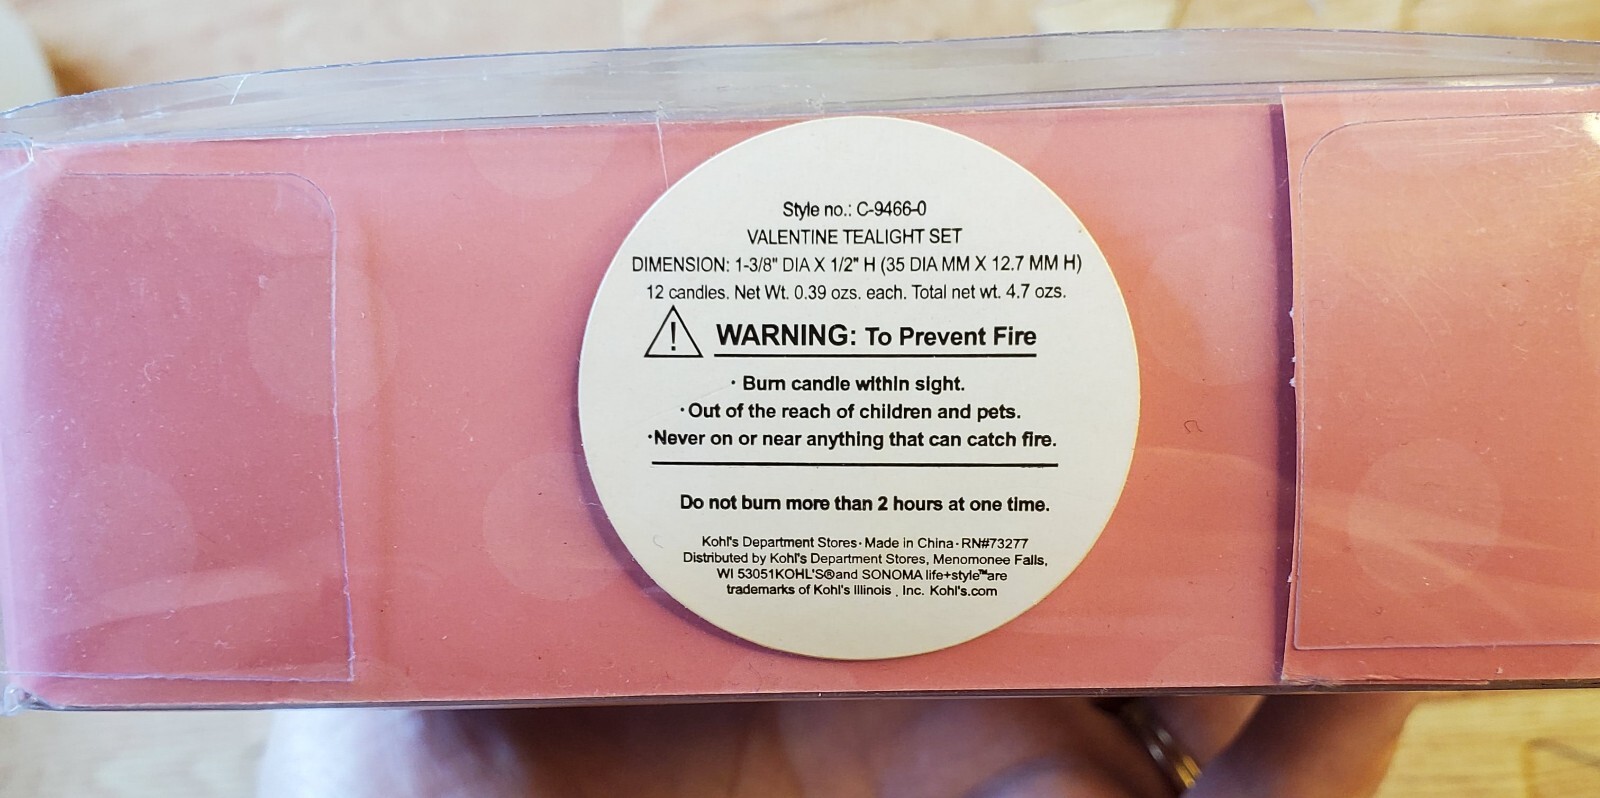 Style no.: C-9466-0
VALENTINE TEALIGHT SET
DIMENSION: 1-3/8" DIA X 1/2" H (35 DIA MM X 12.7 MM H)
12 candles. Net Wt. 0.39 ozs. each. Total net wt. 4.7 ozs.
WARNING: To Prevent Fire
· Burn candle within sight.
·Out of the reach of children and pets.
·Never on or near anything that can catch fire.
Do not burn more than 2 hours at one time.
Kohl's Department Stores· Made in China · RN#73277
Distributed by Kohl's Department Stores, Menomonee Falls,
WI 53051KOHL'S®and SONOMA life+style™are
trademarks of Kohl's Illinois , Inc. Kohl's.com